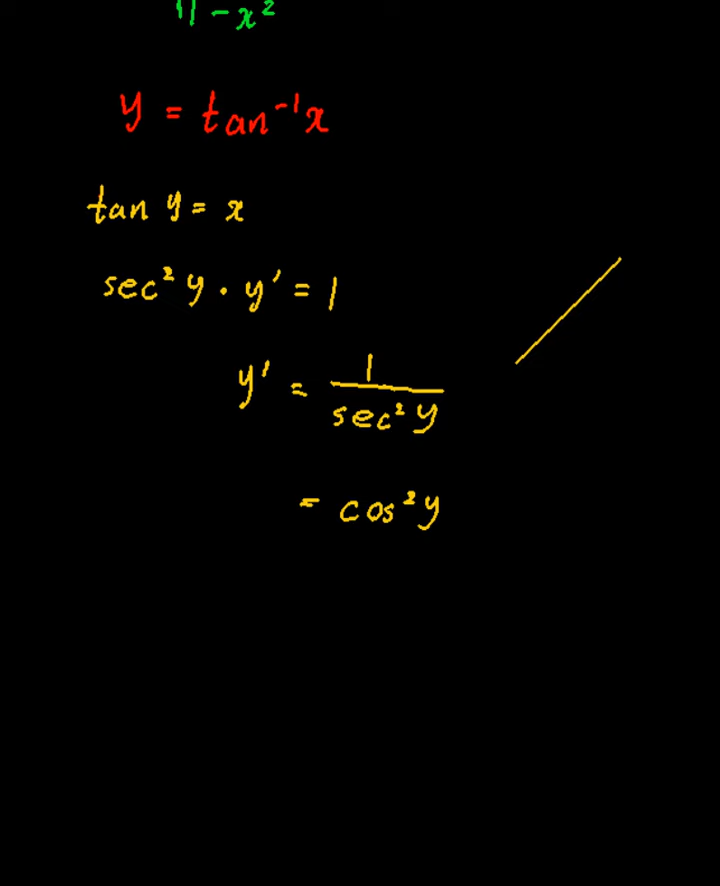 1 - x²
y = tan⁻¹x
tan y = x
sec² y · y' = 1
y' = 1 / sec² y
= cos² y